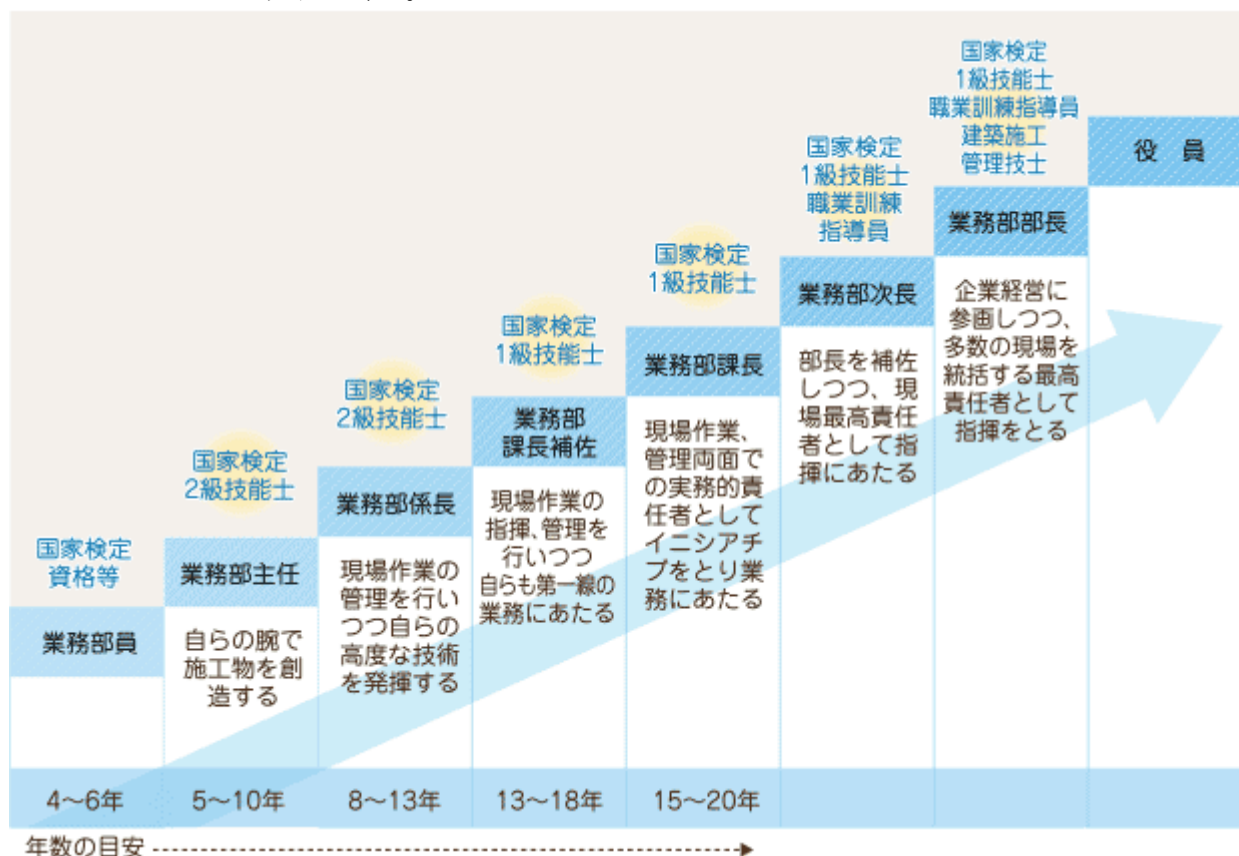 国家検定
資格等
業務部員
4～6年
国家検定
2級技能士
業務部主任
自らの腕で
施工物を創
造する
5～10年
国家検定
2級技能士
業務部係長
現場作業の
管理を行い
つつ自らの
高度な技術
を発揮する
8～13年
国家検定
1級技能士
業務部
課長補佐
現場作業の
指揮、管理を
行いつつ
自らも第一線の
業務にあたる
13～18年
国家検定
1級技能士
業務部課長
現場作業、
管理両面で
の実務的責
任者として
イニシアチ
ブをとり業
務にあたる
15～20年
国家検定
1級技能士
職業訓練
指導員
業務部次長
部長を補佐
しつつ、現
場最高責任
者として指
揮にあたる
国家検定
1級技能士
職業訓練指導員
建築施工
管理技士
業務部部長
企業経営に
参画しつつ、
多数の現場を
統括する最高
責任者として
指揮をとる
役 員
年数の目安